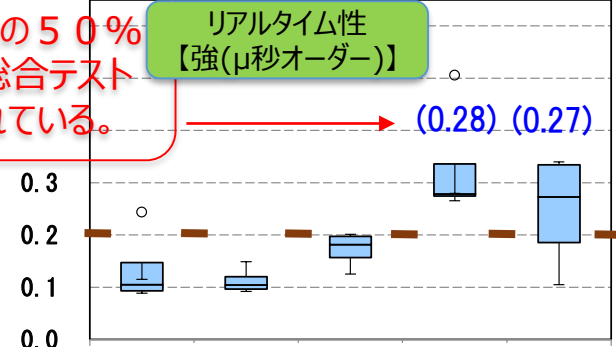 の５０％
総合テスト
れている。
リアルタイム性
【強(μ秒オーダー)】
(0.28) (0.27)
0.3
0.2
0.1
0.0